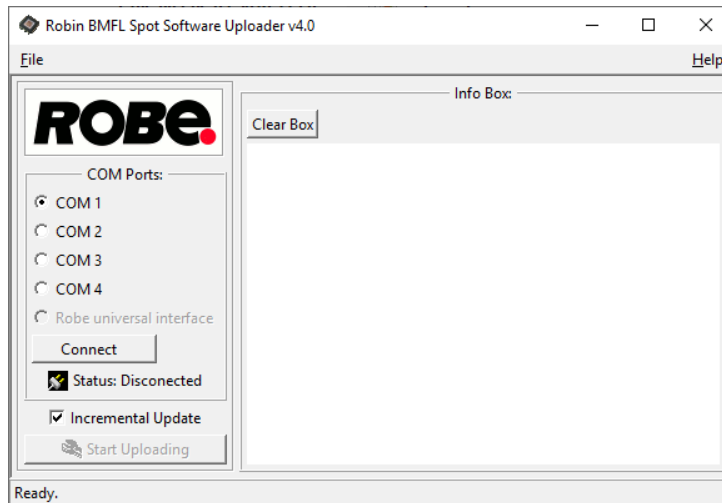 Robin BMFL Spot Software Uploader v4.0
File
Help
ROBE
COM Ports:
COM 1
COM 2
COM 3
COM 4
Robe universal interface
Connect
Status: Disconected
Incremental Update
Start Uploading
Info Box:
Clear Box
Ready.